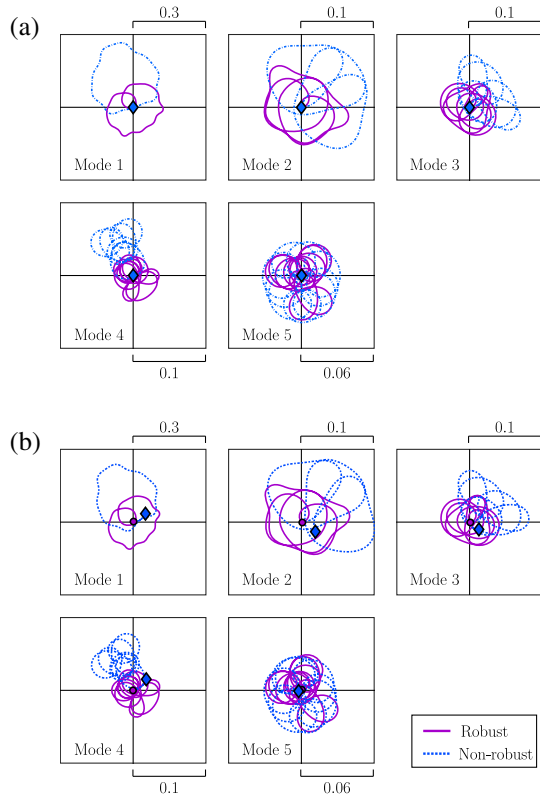 (a)
0.3
0.1
0.1
Mode 1
Mode 2
Mode 3
Mode 4
Mode 5
0.1
0.06
(b)
0.3
0.1
0.1
Mode 1
Mode 2
Mode 3
Mode 4
Mode 5
Robust
Non-robust
0.1
0.06